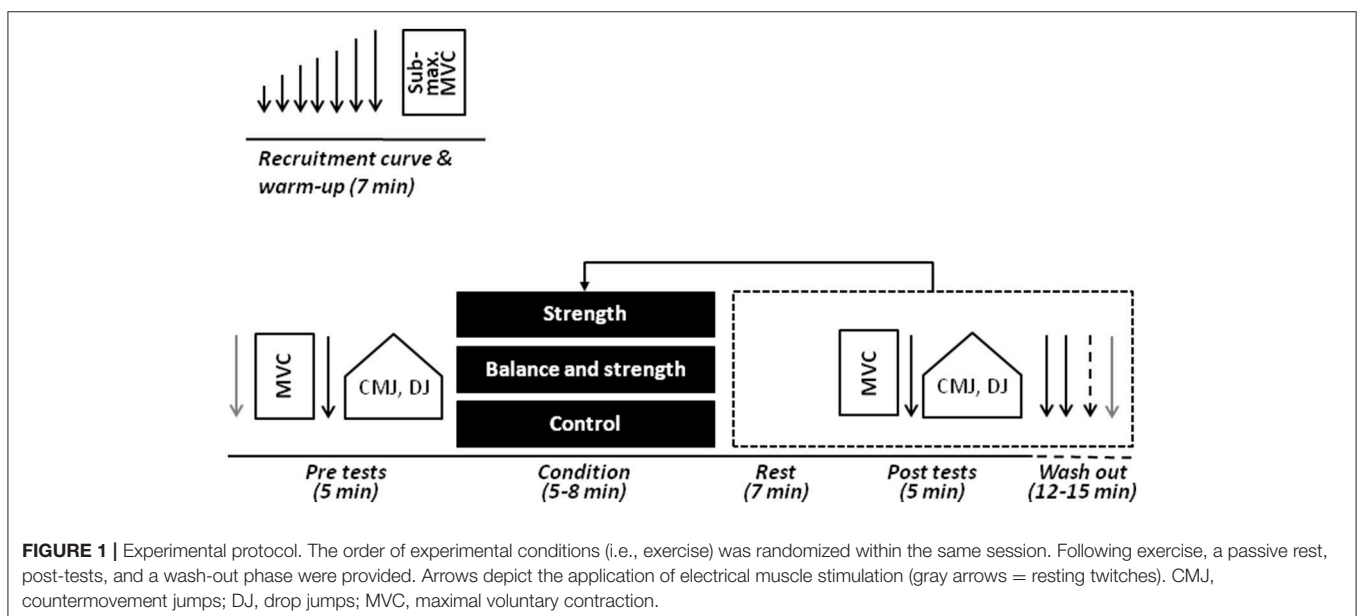 Sub-
max.
MVC
Recruitment curve &
warm-up (7 min)
MVC
CMJ, DJ
Strength
Balance and strength
Control
MVC
CMJ, DJ
Pre tests
(5 min)
Condition
(5-8 min)
Rest
(7 min)
Post tests
(5 min)
Wash out
(12-15 min)
FIGURE 1 | Experimental protocol. The order of experimental conditions (i.e., exercise) was randomized within the same session. Following exercise, a passive rest,
post-tests, and a wash-out phase were provided. Arrows depict the application of electrical muscle stimulation (gray arrows = resting twitches). CMJ,
countermovement jumps; DJ, drop jumps; MVC, maximal voluntary contraction.